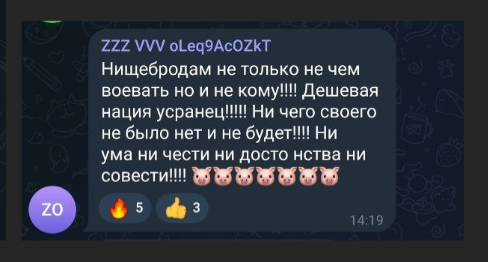 ZZZ VVV oLeq9AcOZkT
Нищебродам не только не чем
воевать но и не кому!!!! Дешевая
нация усранец!!!!! Ни чего своего
не было нет и не будет!!!! Ни
ума ни чести ни досто нства ни
совести!!!! 🐷🐷🐷🐷🐷🐷🐷
ZO
🔥 5 👍 3
14:19